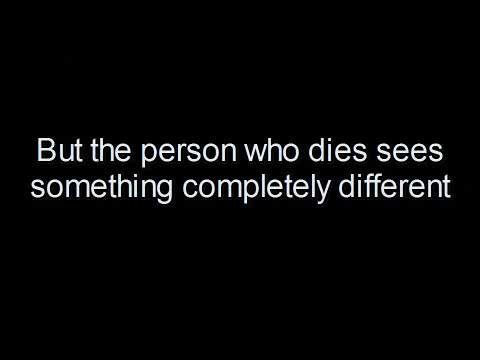 But the person who dies sees
something completely different